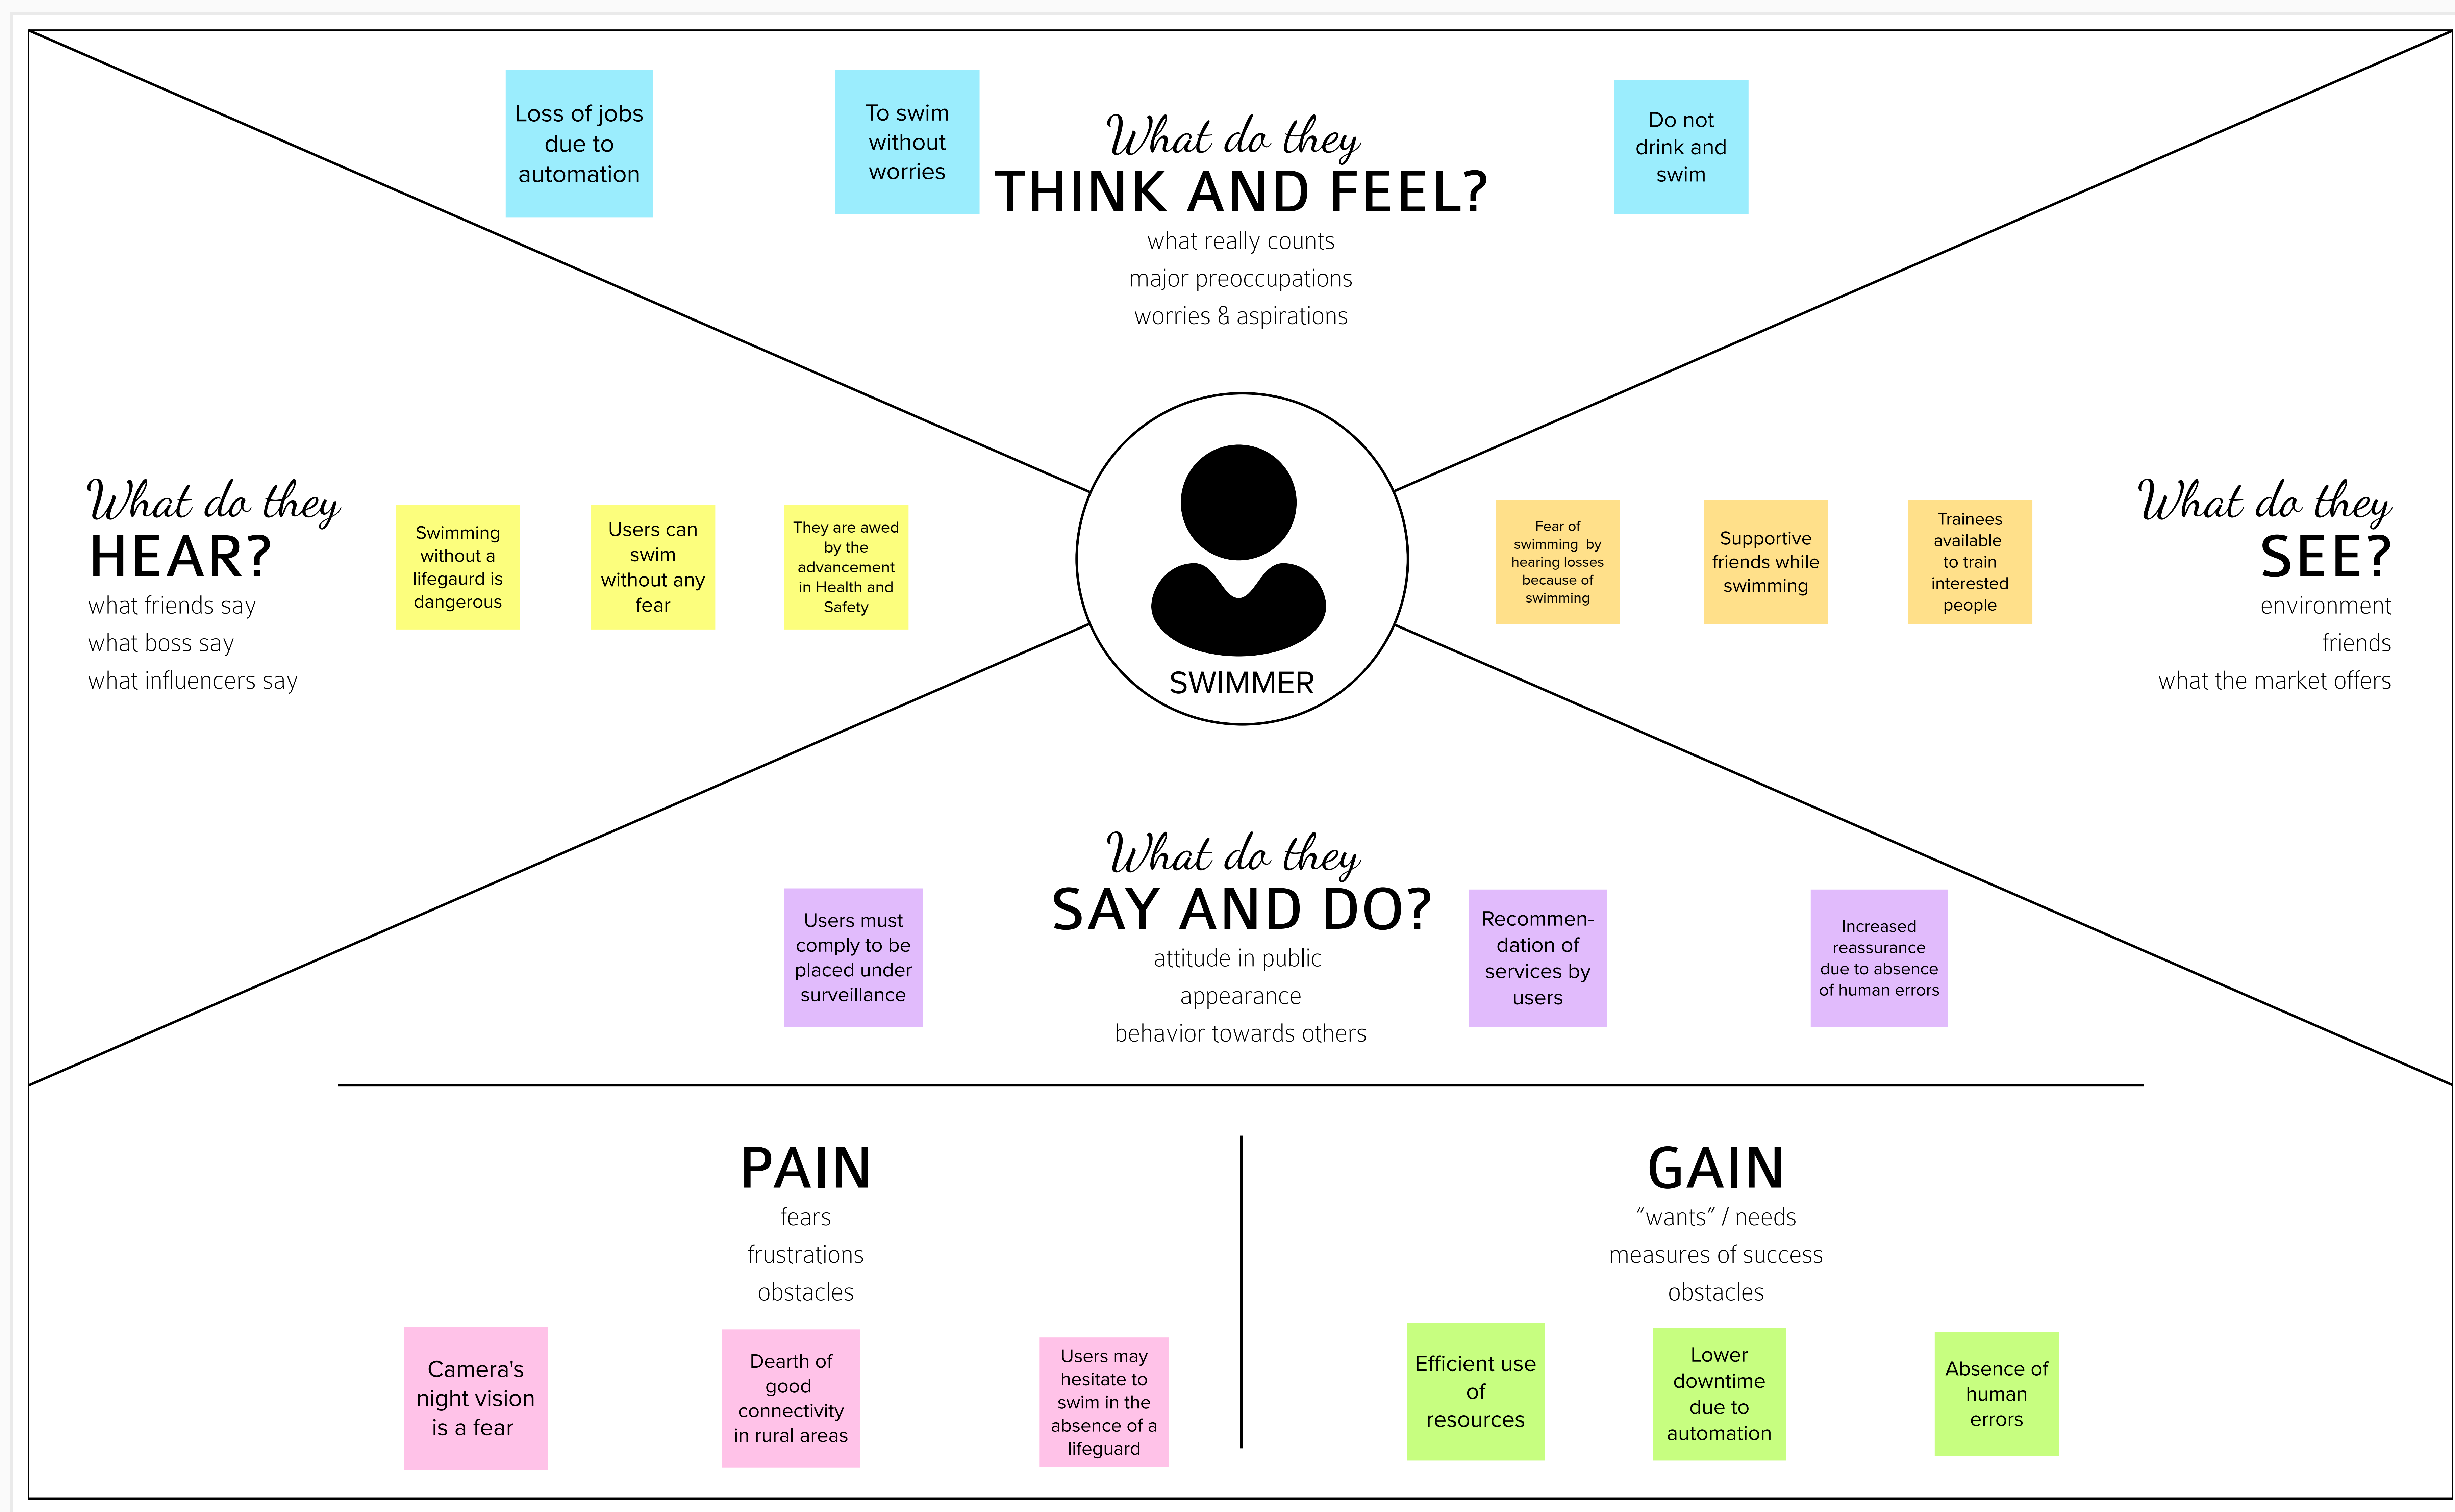 Loss of jobs
due to
automation
To swim
without
worries
What do they
THINK AND FEEL?
what really counts
major preoccupations
worries & aspirations
Do not
drink and
swim
What do they
HEAR?
what friends say
what boss say
what influencers say
Swimming
without a
lifegaurd is
dangerous
Users can
swim
without any
fear
They are awed
by the
advancement
in Health and
Safety
SWIMMER
Fear of
swimming by
hearing losses
because of
swimming
Supportive
friends while
swimming
Trainees
available
to train
interested
people
What do they
SEE?
environment
friends
what the market offers
Users must
comply to be
placed under
surveillance
What do they
SAY AND DO?
attitude in public
appearance
behavior towards others
Recommen-
dation of
services by
users
Increased
reassurance
due to absence
of human errors
PAIN
fears
frustrations
obstacles
Camera's
night vision
is a fear
Dearth of
good
connectivity
in rural areas
Users may
hesitate to
swim in the
absence of a
lifeguard
GAIN
“wants” / needs
measures of success
obstacles
Efficient use
of
resources
Lower
downtime
due to
automation
Absence of
human
errors